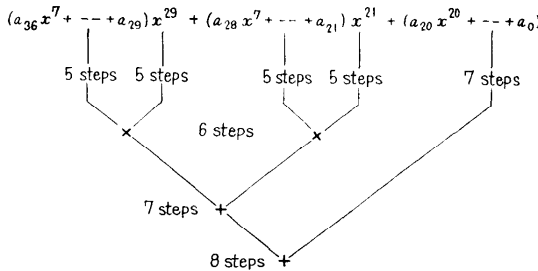 (a₃₆x⁷ + --- + a₂₉)x²⁹ + (a₂₈x⁷ + --- + a₂₁)x²¹ + (a₂₀x²⁰ + --- + a₀)
5 steps 5 steps 5 steps 5 steps 7 steps
× 6 steps ×
7 steps +
8 steps +